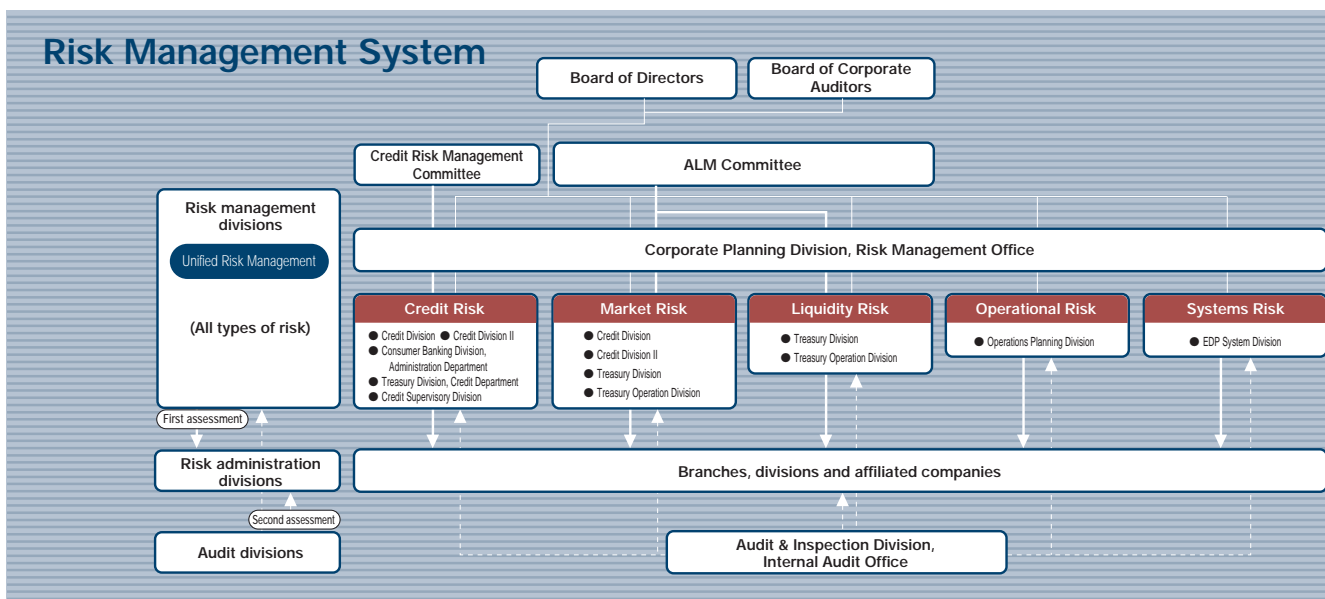 Risk Management System
Board of Directors
Board of Corporate
Auditors
Credit Risk Management
Committee
ALM Committee
Risk management
divisions
Unified Risk Management
(All types of risk)
Corporate Planning Division, Risk Management Office
Credit Risk
● Credit Division ● Credit Division II
● Consumer Banking Division,
Administration Department
● Treasury Division, Credit Department
● Credit Supervisory Division
Market Risk
● Credit Division
● Credit Division II
● Treasury Division
● Treasury Operation Division
Liquidity Risk
● Treasury Division
● Treasury Operation Division
Operational Risk
● Operations Planning Division
Systems Risk
● EDP System Division
First assessment
Risk administration
divisions
Branches, divisions and affiliated companies
Second assessment
Audit divisions
Audit & Inspection Division,
Internal Audit Office